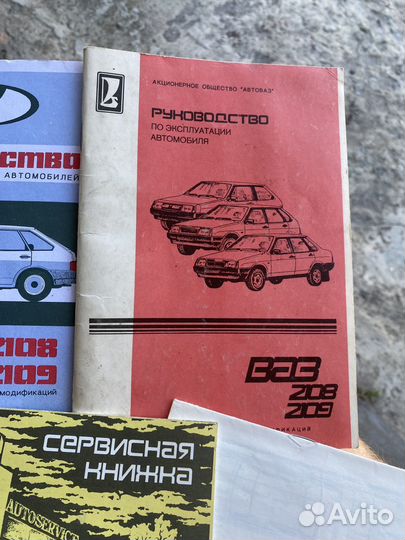 АКЦИОНЕРНОЕ ОБЩЕСТВО "АВТОВАЗ"
РУКОВОДСТВО
ПО ЭКСПЛУАТАЦИИ
АВТОМОБИЛЯ
ВАЗ
2108
2109
ДСТВО
АВТОМОБИЛЕЙ
2108
2109
МОДИФИКАЦИЙ
СЕРВИСНАЯ
КНИЖКА
AUTOSERVICE
Avito